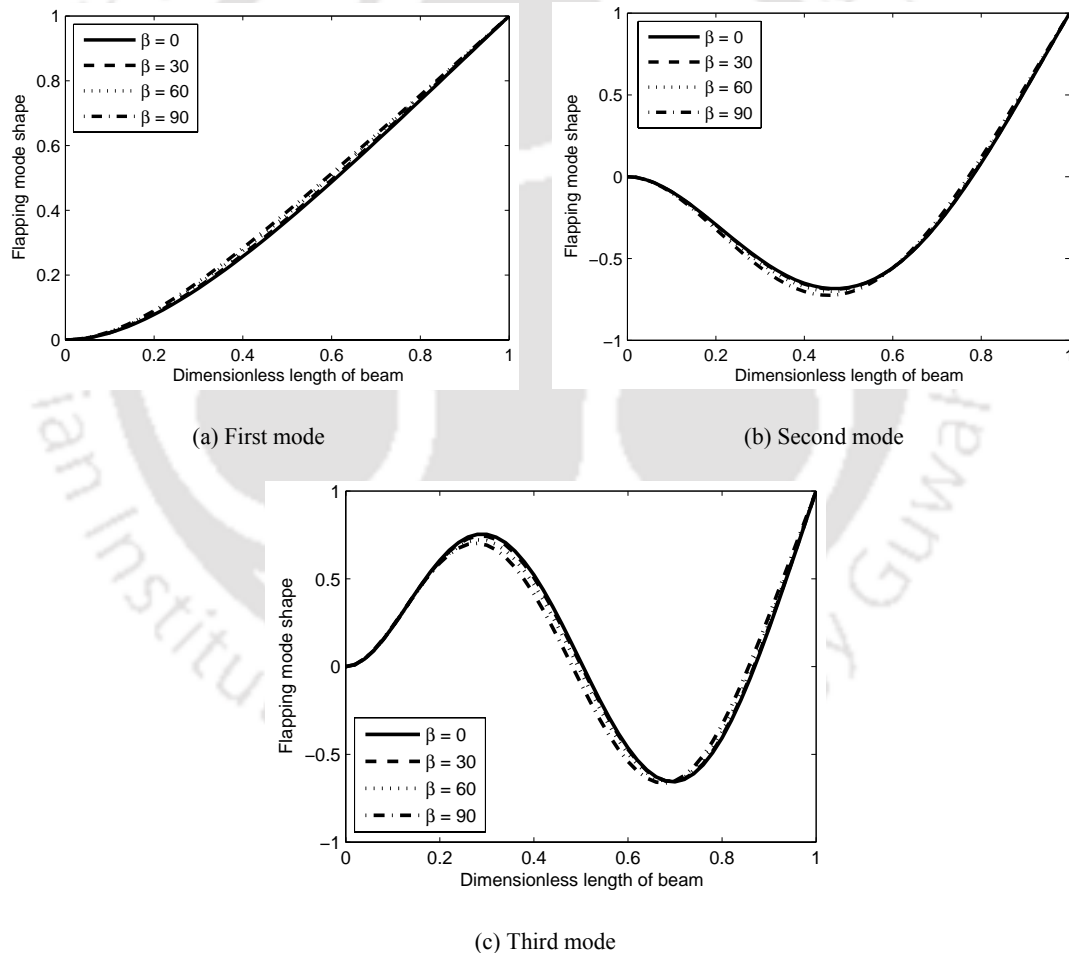 Flapping mode shape
1
0.8
0.6
0.4
0.2
0
β = 0
β = 30
β = 60
β = 90
0 0.2 0.4 0.6 0.8 1
Dimensionless length of beam
(a) First mode
Flapping mode shape
1
0.5
0
−0.5
−1
β = 0
β = 30
β = 60
β = 90
0 0.2 0.4 0.6 0.8 1
Dimensionless length of beam
(b) Second mode
Flapping mode shape
1
0.5
0
−0.5
−1
β = 0
β = 30
β = 60
β = 90
0 0.2 0.4 0.6 0.8 1
Dimensionless length of beam
(c) Third mode